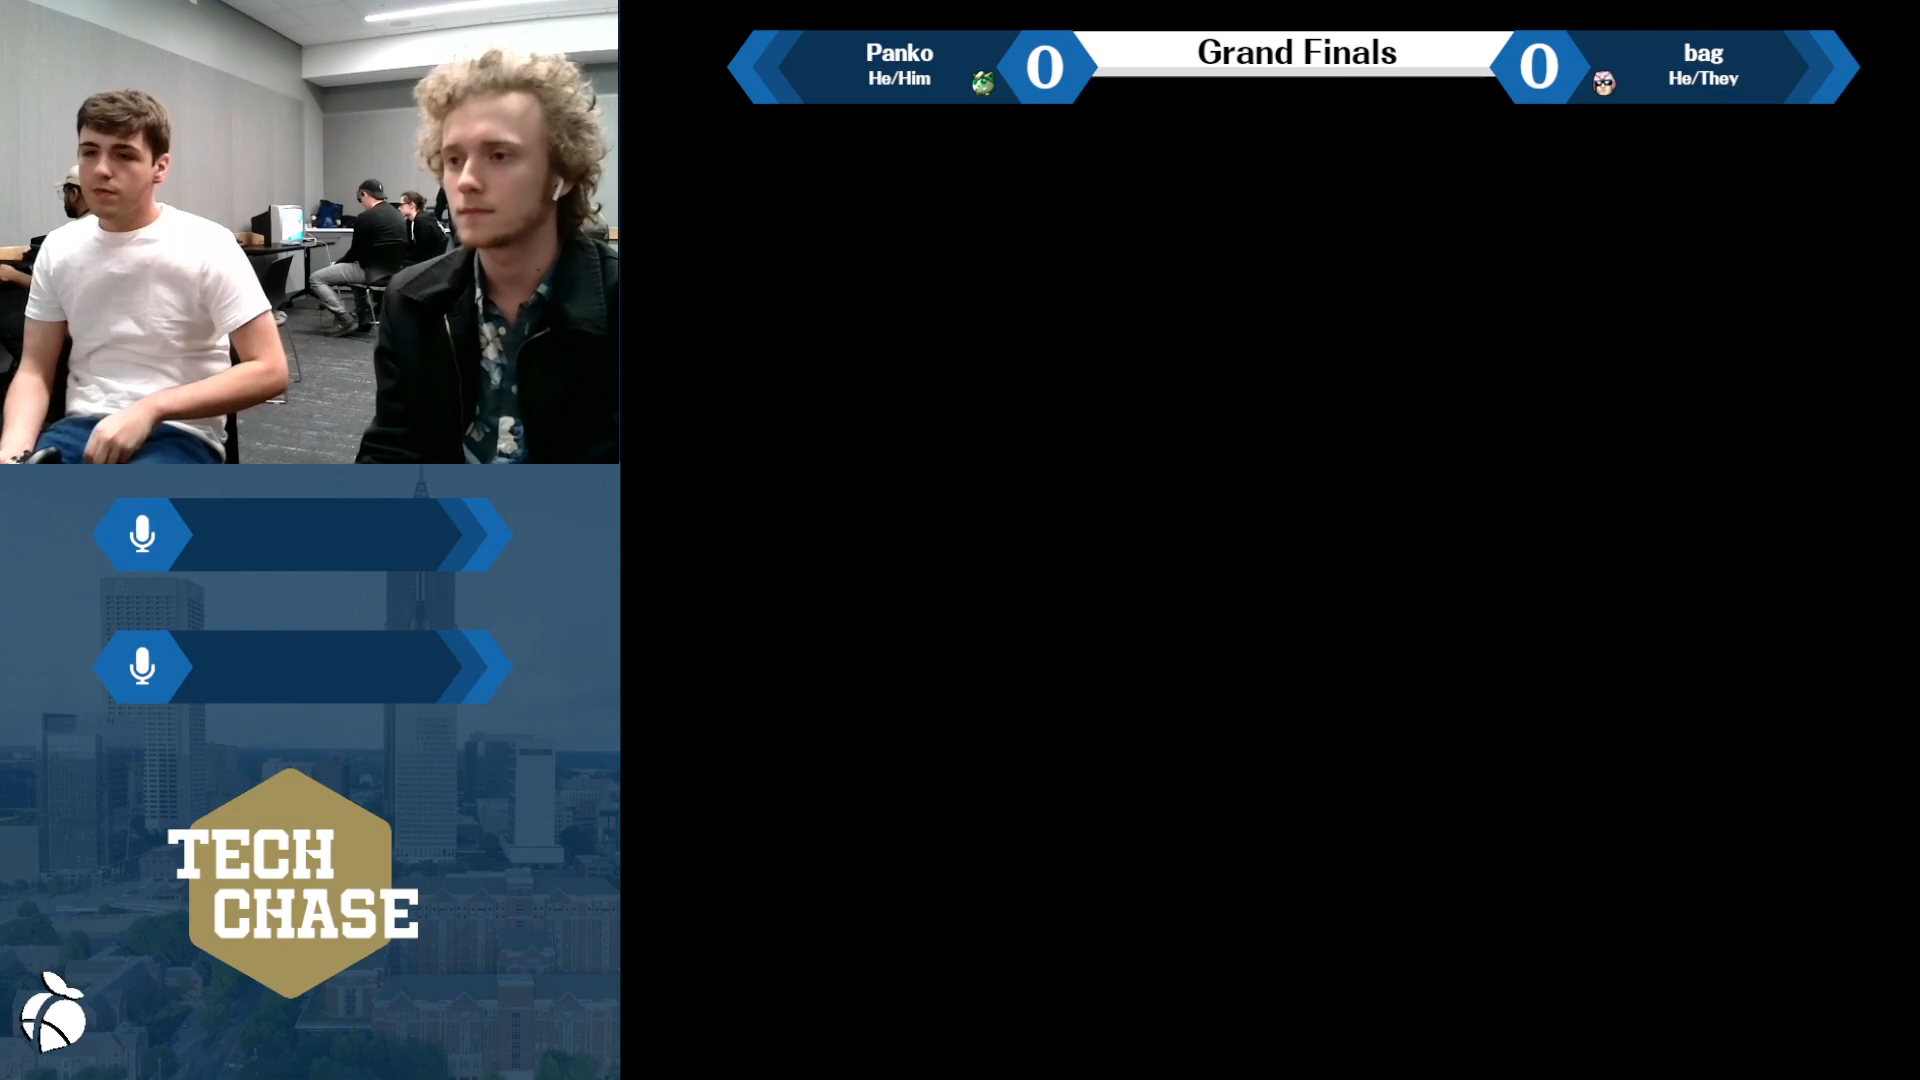 Panko
He/Him
0
Grand Finals
0
bag
He/They
TECH
CHASE